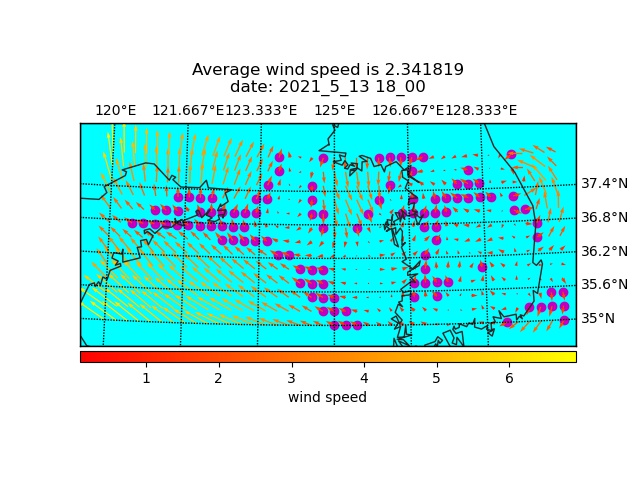 Average wind speed is 2.341819
date: 2021_5_13 18_00
120°E 121.667°E 123.333°E 125°E 126.667°E 128.333°E
37.4°N
36.8°N
36.2°N
35.6°N
35°N
1 2 3 4 5 6
wind speed